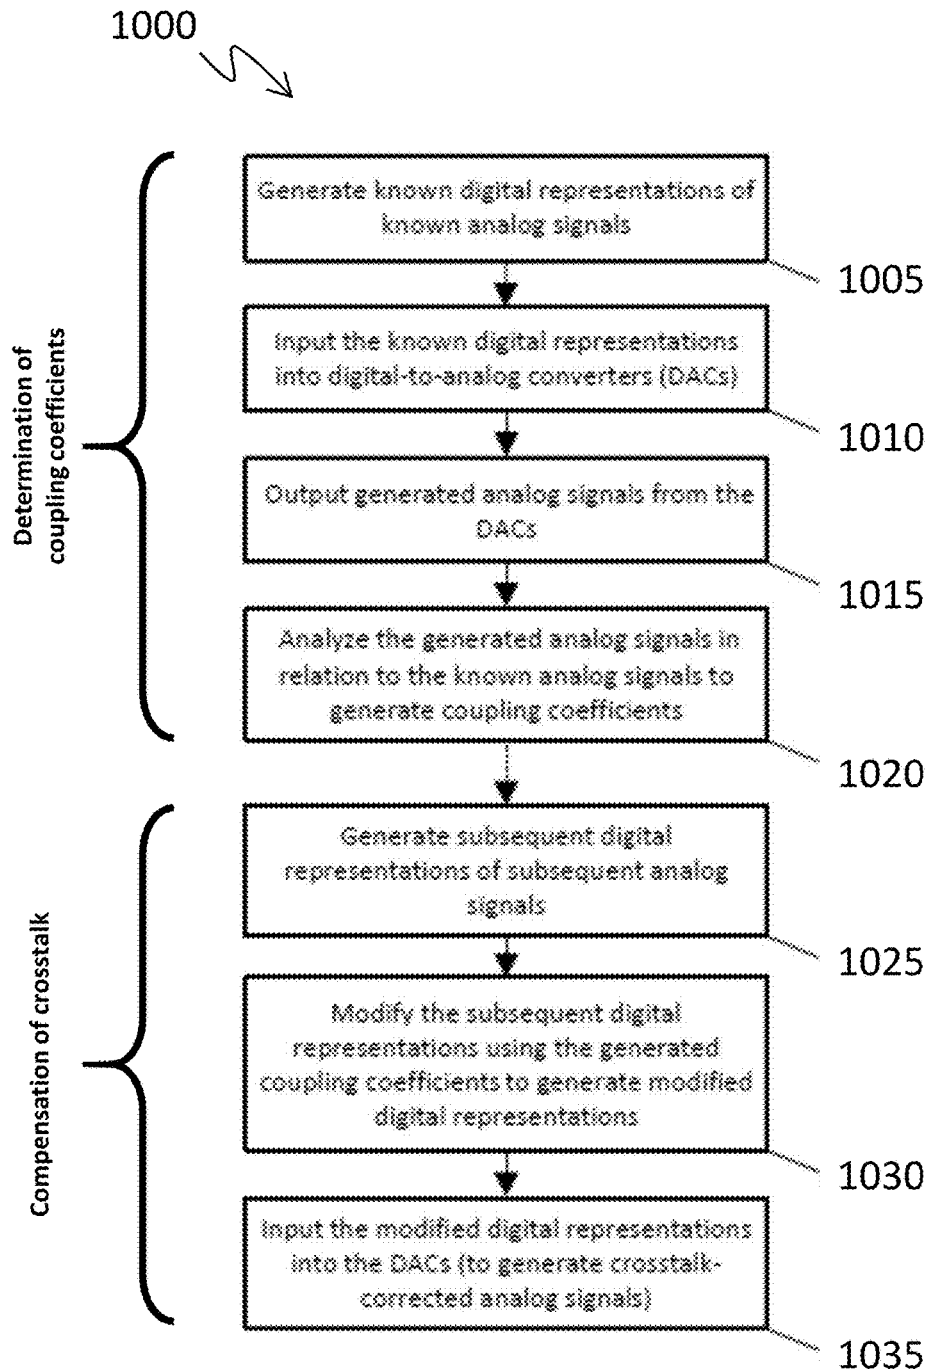 1000
Determination of
coupling coefficients
Generate known digital representations of
known analog signals
1005
Input the known digital representations
into digital-to-analog converters (DACs)
1010
Output generated analog signals from the
DACs
1015
Analyze the generated analog signals in
relation to the known analog signals to
generate coupling coefficients
1020
Compensation of crosstalk
Generate subsequent digital
representations of subsequent analog
signals
1025
Modify the subsequent digital
representations using the generated
coupling coefficients to generate modified
digital representations
1030
Input the modified digital representations
into the DACs (to generate crosstalk-
corrected analog signals)
1035